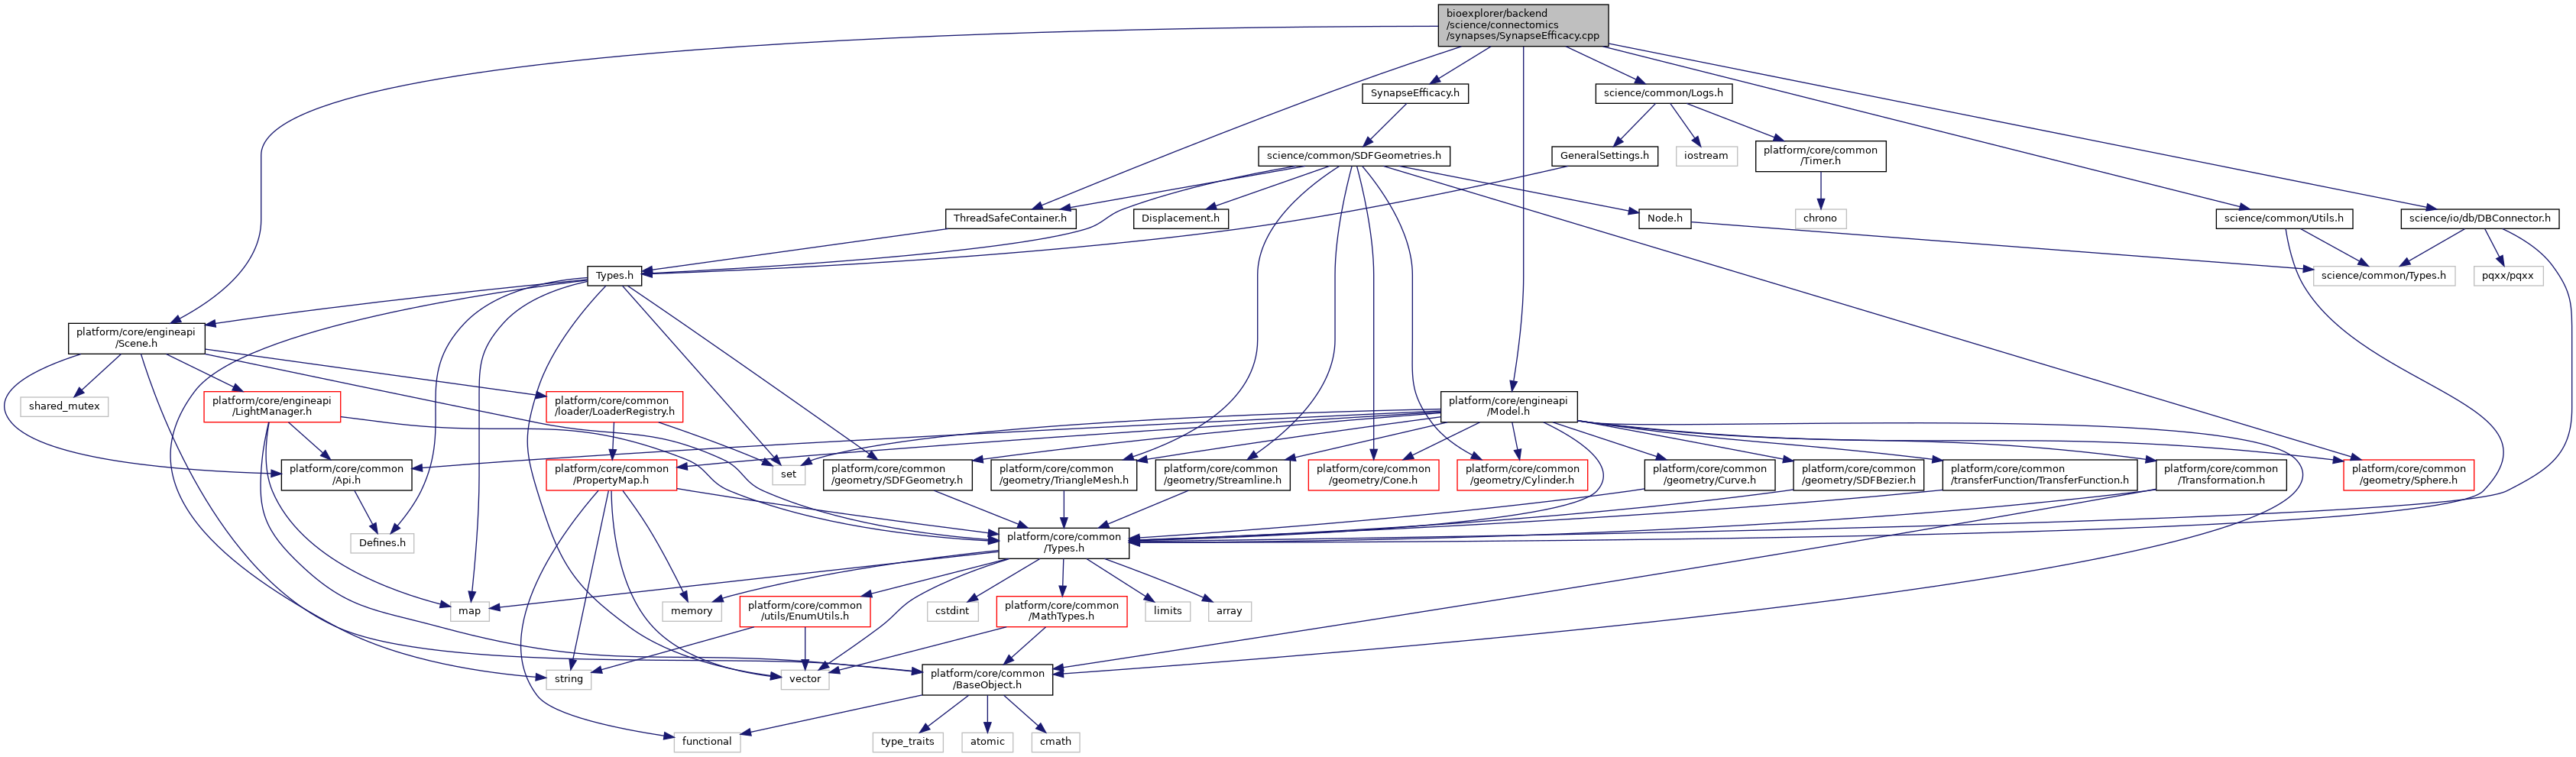 bioexplorer/backend
/science/connectomics
/synapses/SynapseEfficacy.cpp
SynapseEfficacy.h
science/common/Logs.h
science/common/SDFGeometries.h
GeneralSettings.h
iostream
platform/core/common
/Timer.h
ThreadSafeContainer.h
Displacement.h
Node.h
chrono
science/common/Utils.h
science/io/db/DBConnector.h
Types.h
science/common/Types.h
pqxx/pqxx
platform/core/engineapi
/Scene.h
shared_mutex
platform/core/engineapi
/LightManager.h
platform/core/common
/loader/LoaderRegistry.h
platform/core/engineapi
/Model.h
platform/core/common
/Api.h
platform/core/common
/PropertyMap.h
set
platform/core/common
/geometry/SDFGeometry.h
platform/core/common
/geometry/TriangleMesh.h
platform/core/common
/geometry/Streamline.h
platform/core/common
/geometry/Cone.h
platform/core/common
/geometry/Cylinder.h
platform/core/common
/geometry/Curve.h
platform/core/common
/geometry/SDFBezier.h
platform/core/common
/transferFunction/TransferFunction.h
platform/core/common
/Transformation.h
platform/core/common
/geometry/Sphere.h
Defines.h
platform/core/common
/Types.h
map
memory
platform/core/common
/utils/EnumUtils.h
cstdint
platform/core/common
/MathTypes.h
limits
array
string
vector
platform/core/common
/BaseObject.h
functional
type_traits
atomic
cmath